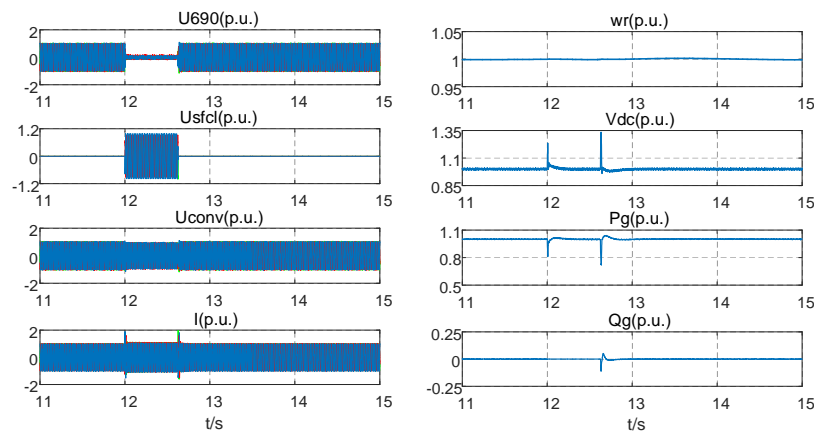 U690(p.u.)
2
0
-2
11 12 13 14 15
Usfcl(p.u.)
1.2
0
-1.2
11 12 13 14 15
Uconv(p.u.)
2
0
-2
11 12 13 14 15
I(p.u.)
2
0
-2
11 12 13 14 15
t/s
wr(p.u.)
1.05
1
0.95
11 12 13 14 15
Vdc(p.u.)
1.35
1.1
0.85
11 12 13 14 15
Pg(p.u.)
1.1
0.8
0.5
11 12 13 14 15
Qg(p.u.)
0.25
0
-0.25
11 12 13 14 15
t/s